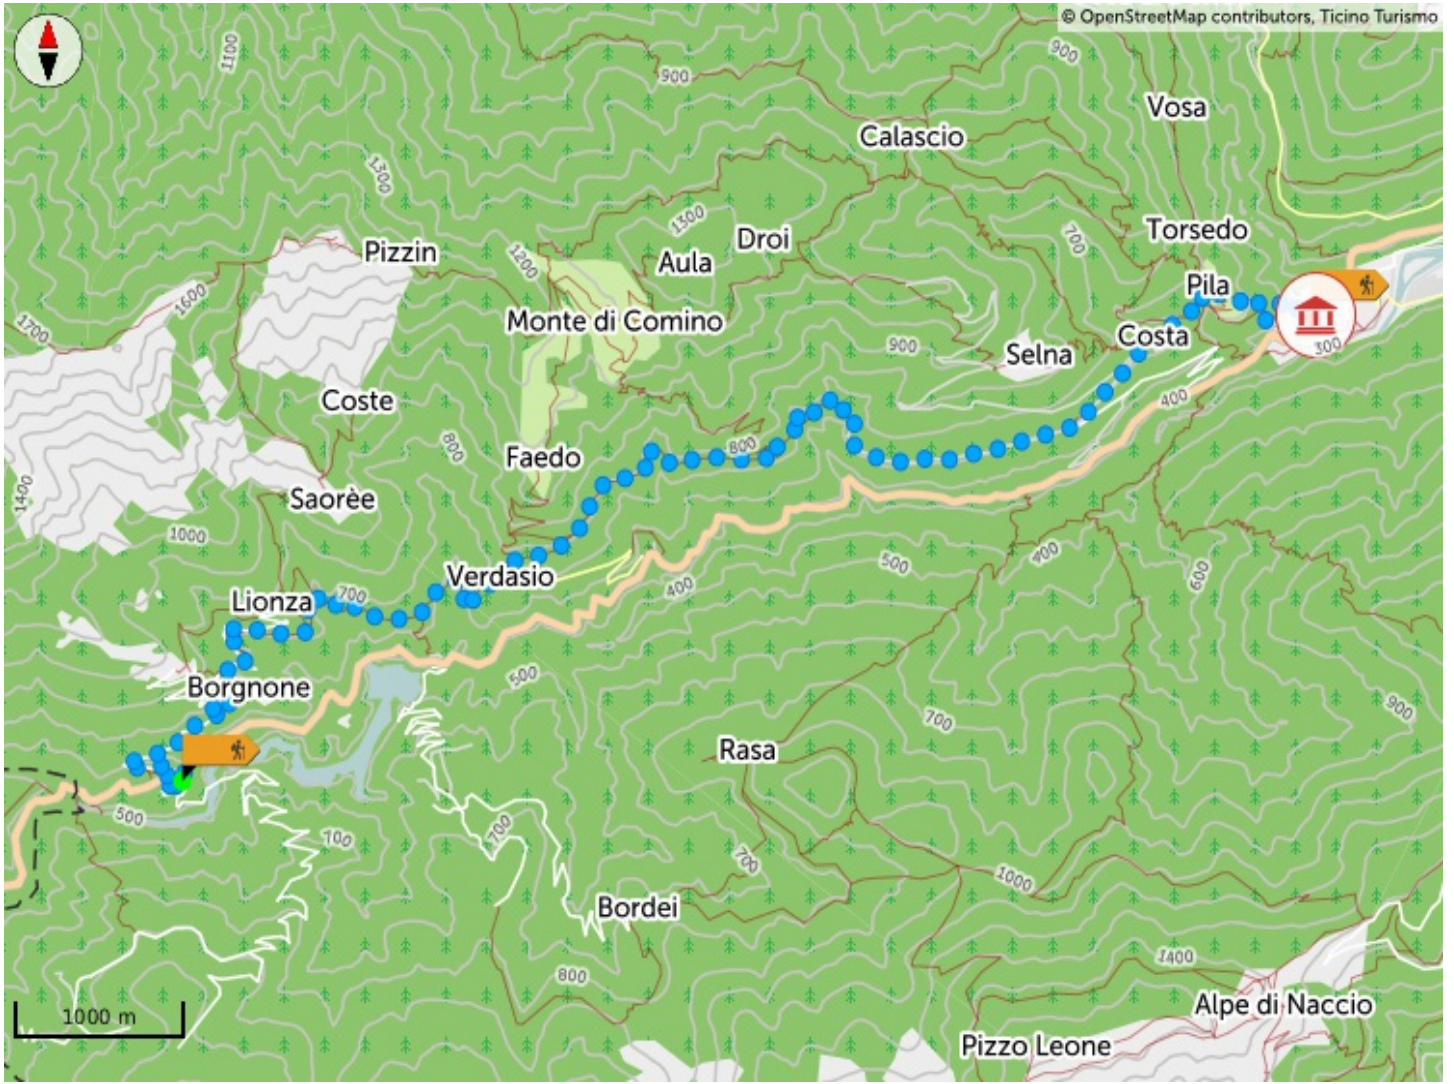 © OpenStreetMap contributors, Ticino Turismo
1100
900
900
Vosa
Calascio
1300
1300
700
Torsedo
Droi
Pizzin
1200
Aula
Pila
1600
Monte di Comino
1700
Costa
900
Selna
300
Coste
400
800
800
Faedo
1400
Saorèe
1000
400
500
Verdasio
600
700
400
Lionza
500
Borgnone
700
900
Rasa
500
700
700
700
1000
Bordei
1400
800
Alpe di Naccio
1000 m
Pizzo Leone